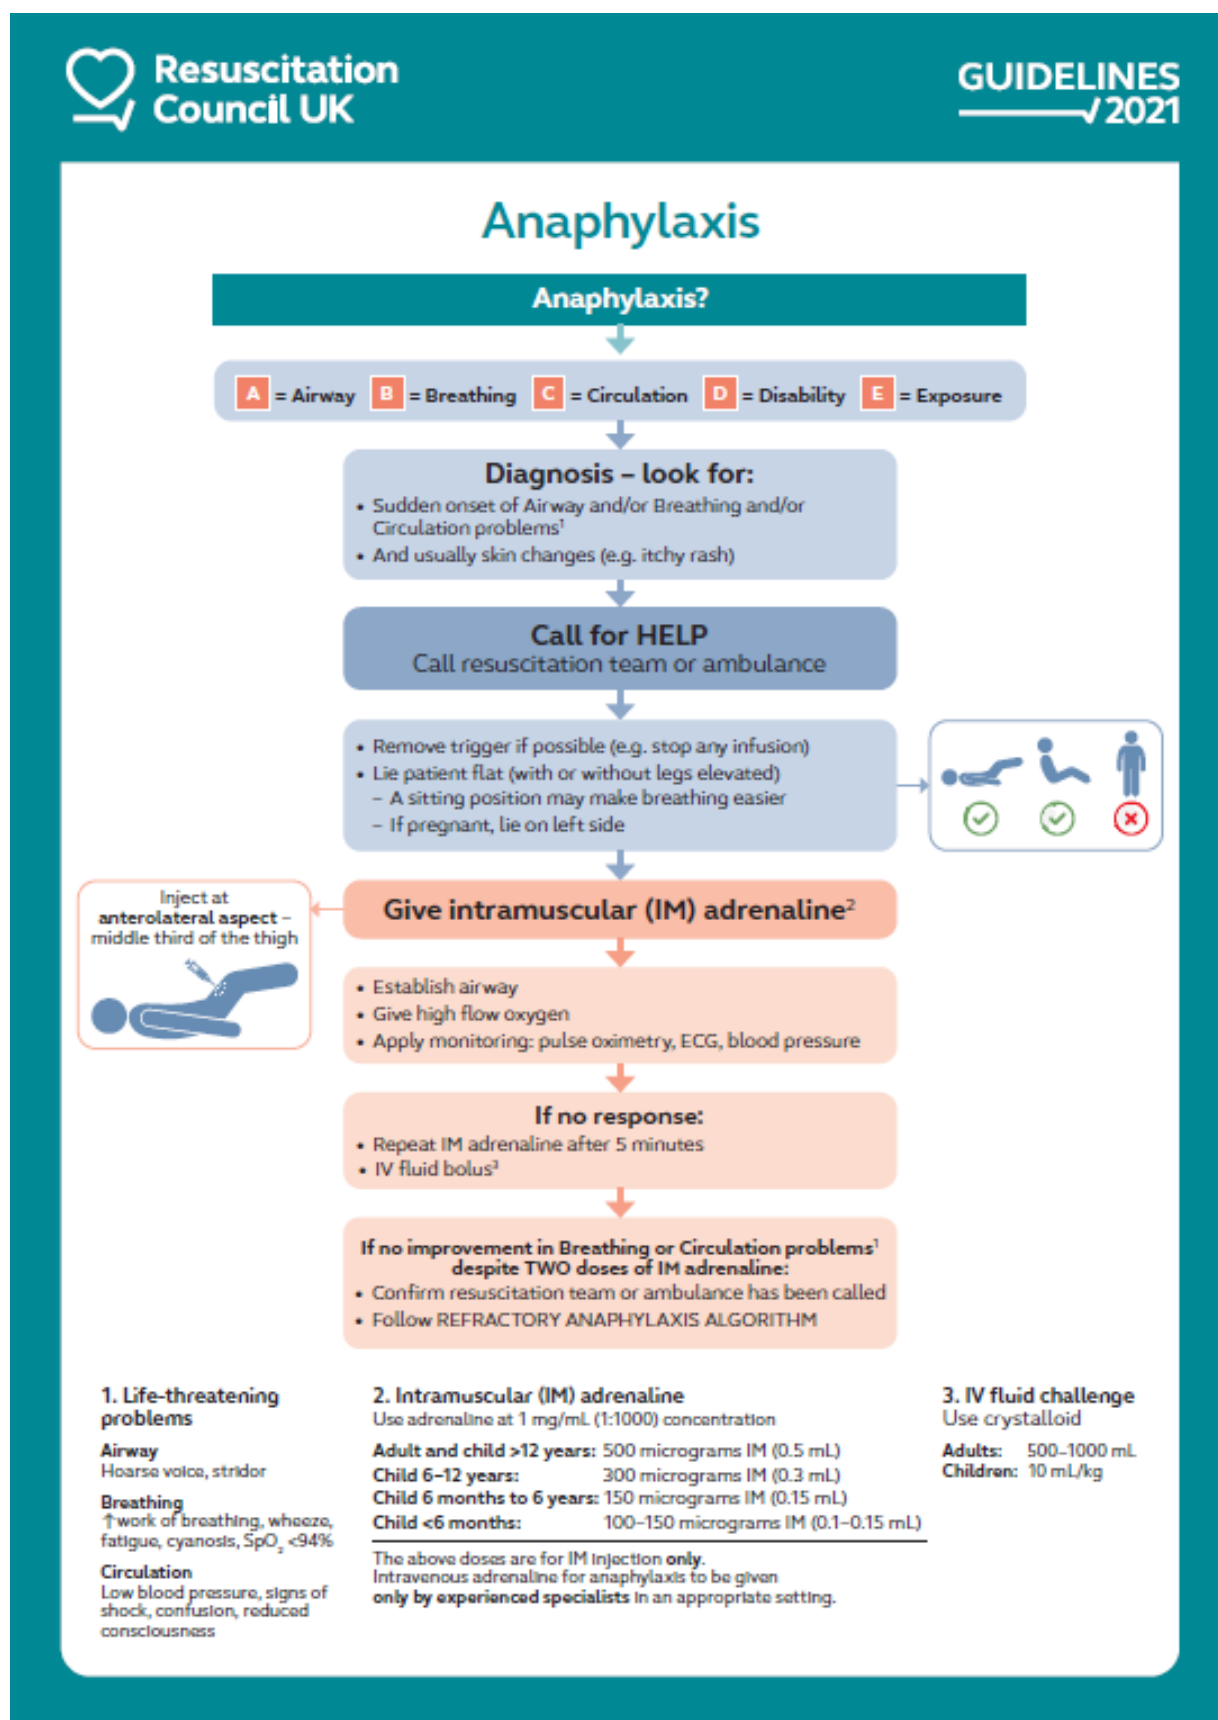 Resuscitation
Council UK
GUIDELINES
2021
Anaphylaxis
Anaphylaxis?
A = Airway B = Breathing C = Circulation D = Disability E = Exposure
Diagnosis – look for:
• Sudden onset of Airway and/or Breathing and/or
Circulation problems¹
• And usually skin changes (e.g. itchy rash)
Call for HELP
Call resuscitation team or ambulance
• Remove trigger if possible (e.g. stop any infusion)
• Lie patient flat (with or without legs elevated)
– A sitting position may make breathing easier
– If pregnant, lie on left side
Inject at
anterolateral aspect –
middle third of the thigh
Give intramuscular (IM) adrenaline²
• Establish airway
• Give high flow oxygen
• Apply monitoring: pulse oximetry, ECG, blood pressure
If no response:
• Repeat IM adrenaline after 5 minutes
• IV fluid bolus³
If no improvement in Breathing or Circulation problems¹
despite TWO doses of IM adrenaline:
• Confirm resuscitation team or ambulance has been called
• Follow REFRACTORY ANAPHYLAXIS ALGORITHM
1. Life-threatening
problems
Airway
Hoarse voice, stridor
Breathing
↑work of breathing, wheeze,
fatigue, cyanosis, SpO₂ <94%
Circulation
Low blood pressure, signs of
shock, confusion, reduced
consciousness
2. Intramuscular (IM) adrenaline
Use adrenaline at 1 mg/mL (1:1000) concentration
Adult and child >12 years: 500 micrograms IM (0.5 mL)
Child 6–12 years: 300 micrograms IM (0.3 mL)
Child 6 months to 6 years: 150 micrograms IM (0.15 mL)
Child <6 months: 100–150 micrograms IM (0.1–0.15 mL)
The above doses are for IM injection only.
Intravenous adrenaline for anaphylaxis to be given
only by experienced specialists in an appropriate setting.
3. IV fluid challenge
Use crystalloid
Adults: 500–1000 mL
Children: 10 mL/kg